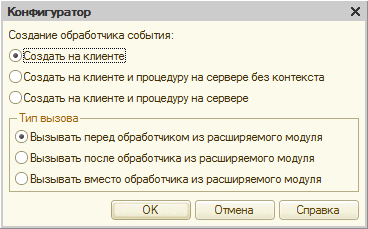 Конфигуратор
Создание обработчика события:
Создать на клиенте
Создать на клиенте и процедуру на сервере без контекста
Создать на клиенте и процедуру на сервере
Тип вызова
Вызывать перед обработчиком из расширяемого модуля
Вызывать после обработчика из расширяемого модуля
Вызывать вместо обработчика из расширяемого модуля
ОК
Отмена
Справка